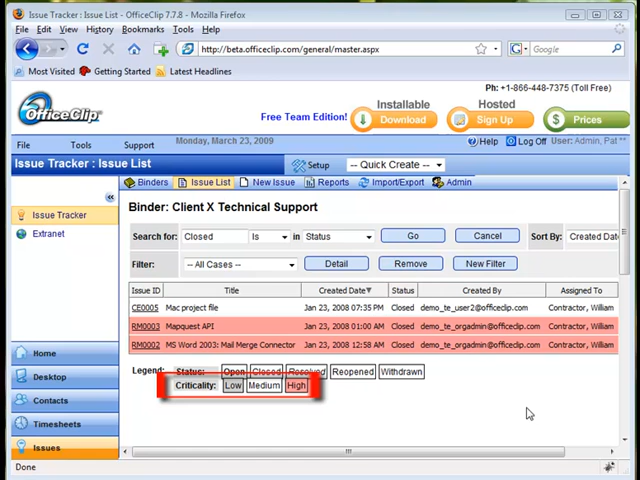 Issue Tracker : Issue List - OfficeClip 7.7.8 - Mozilla Firefox
File Edit View History Bookmarks Tools Help
http://beta.officeclip.com/general/master.aspx Google
Most Visited Getting Started Latest Headlines
Ph: +1-866-448-7375 (Toll Free)
OfficeClip Free Team Edition! Installable Download Hosted Sign Up Prices
File Tools Support Monday, March 23, 2009 Help Log Off User: Admin, Pat **
Issue Tracker : Issue List Setup -- Quick Create --
Binders Issue List New Issue Reports Import/Export Admin
Issue Tracker
Extranet
Binder: Client X Technical Support
Search for: Closed Is in Status Go Cancel Sort By: Created Date
Filter: -- All Cases -- Detail Remove New Filter
Issue ID Title Created Date Status Created By Assigned To
CE0005 Mac project file Jan 23, 2008 07:35 PM Closed demo_te_user2@officeclip.com Contractor, William
RM0003 Mapquest API Jan 23, 2008 01:00 AM Closed demo_te_orgadmin@officeclip.com Contractor, William
RM0002 MS Word 2003: Mail Merge Connector Jan 23, 2008 12:58 AM Closed demo_te_orgadmin@officeclip.com Contractor, William
Legend: Status: Open Closed Resolved Reopened Withdrawn
Criticality: Low Medium High
Home
Desktop
Contacts
Timesheets
Issues
Done